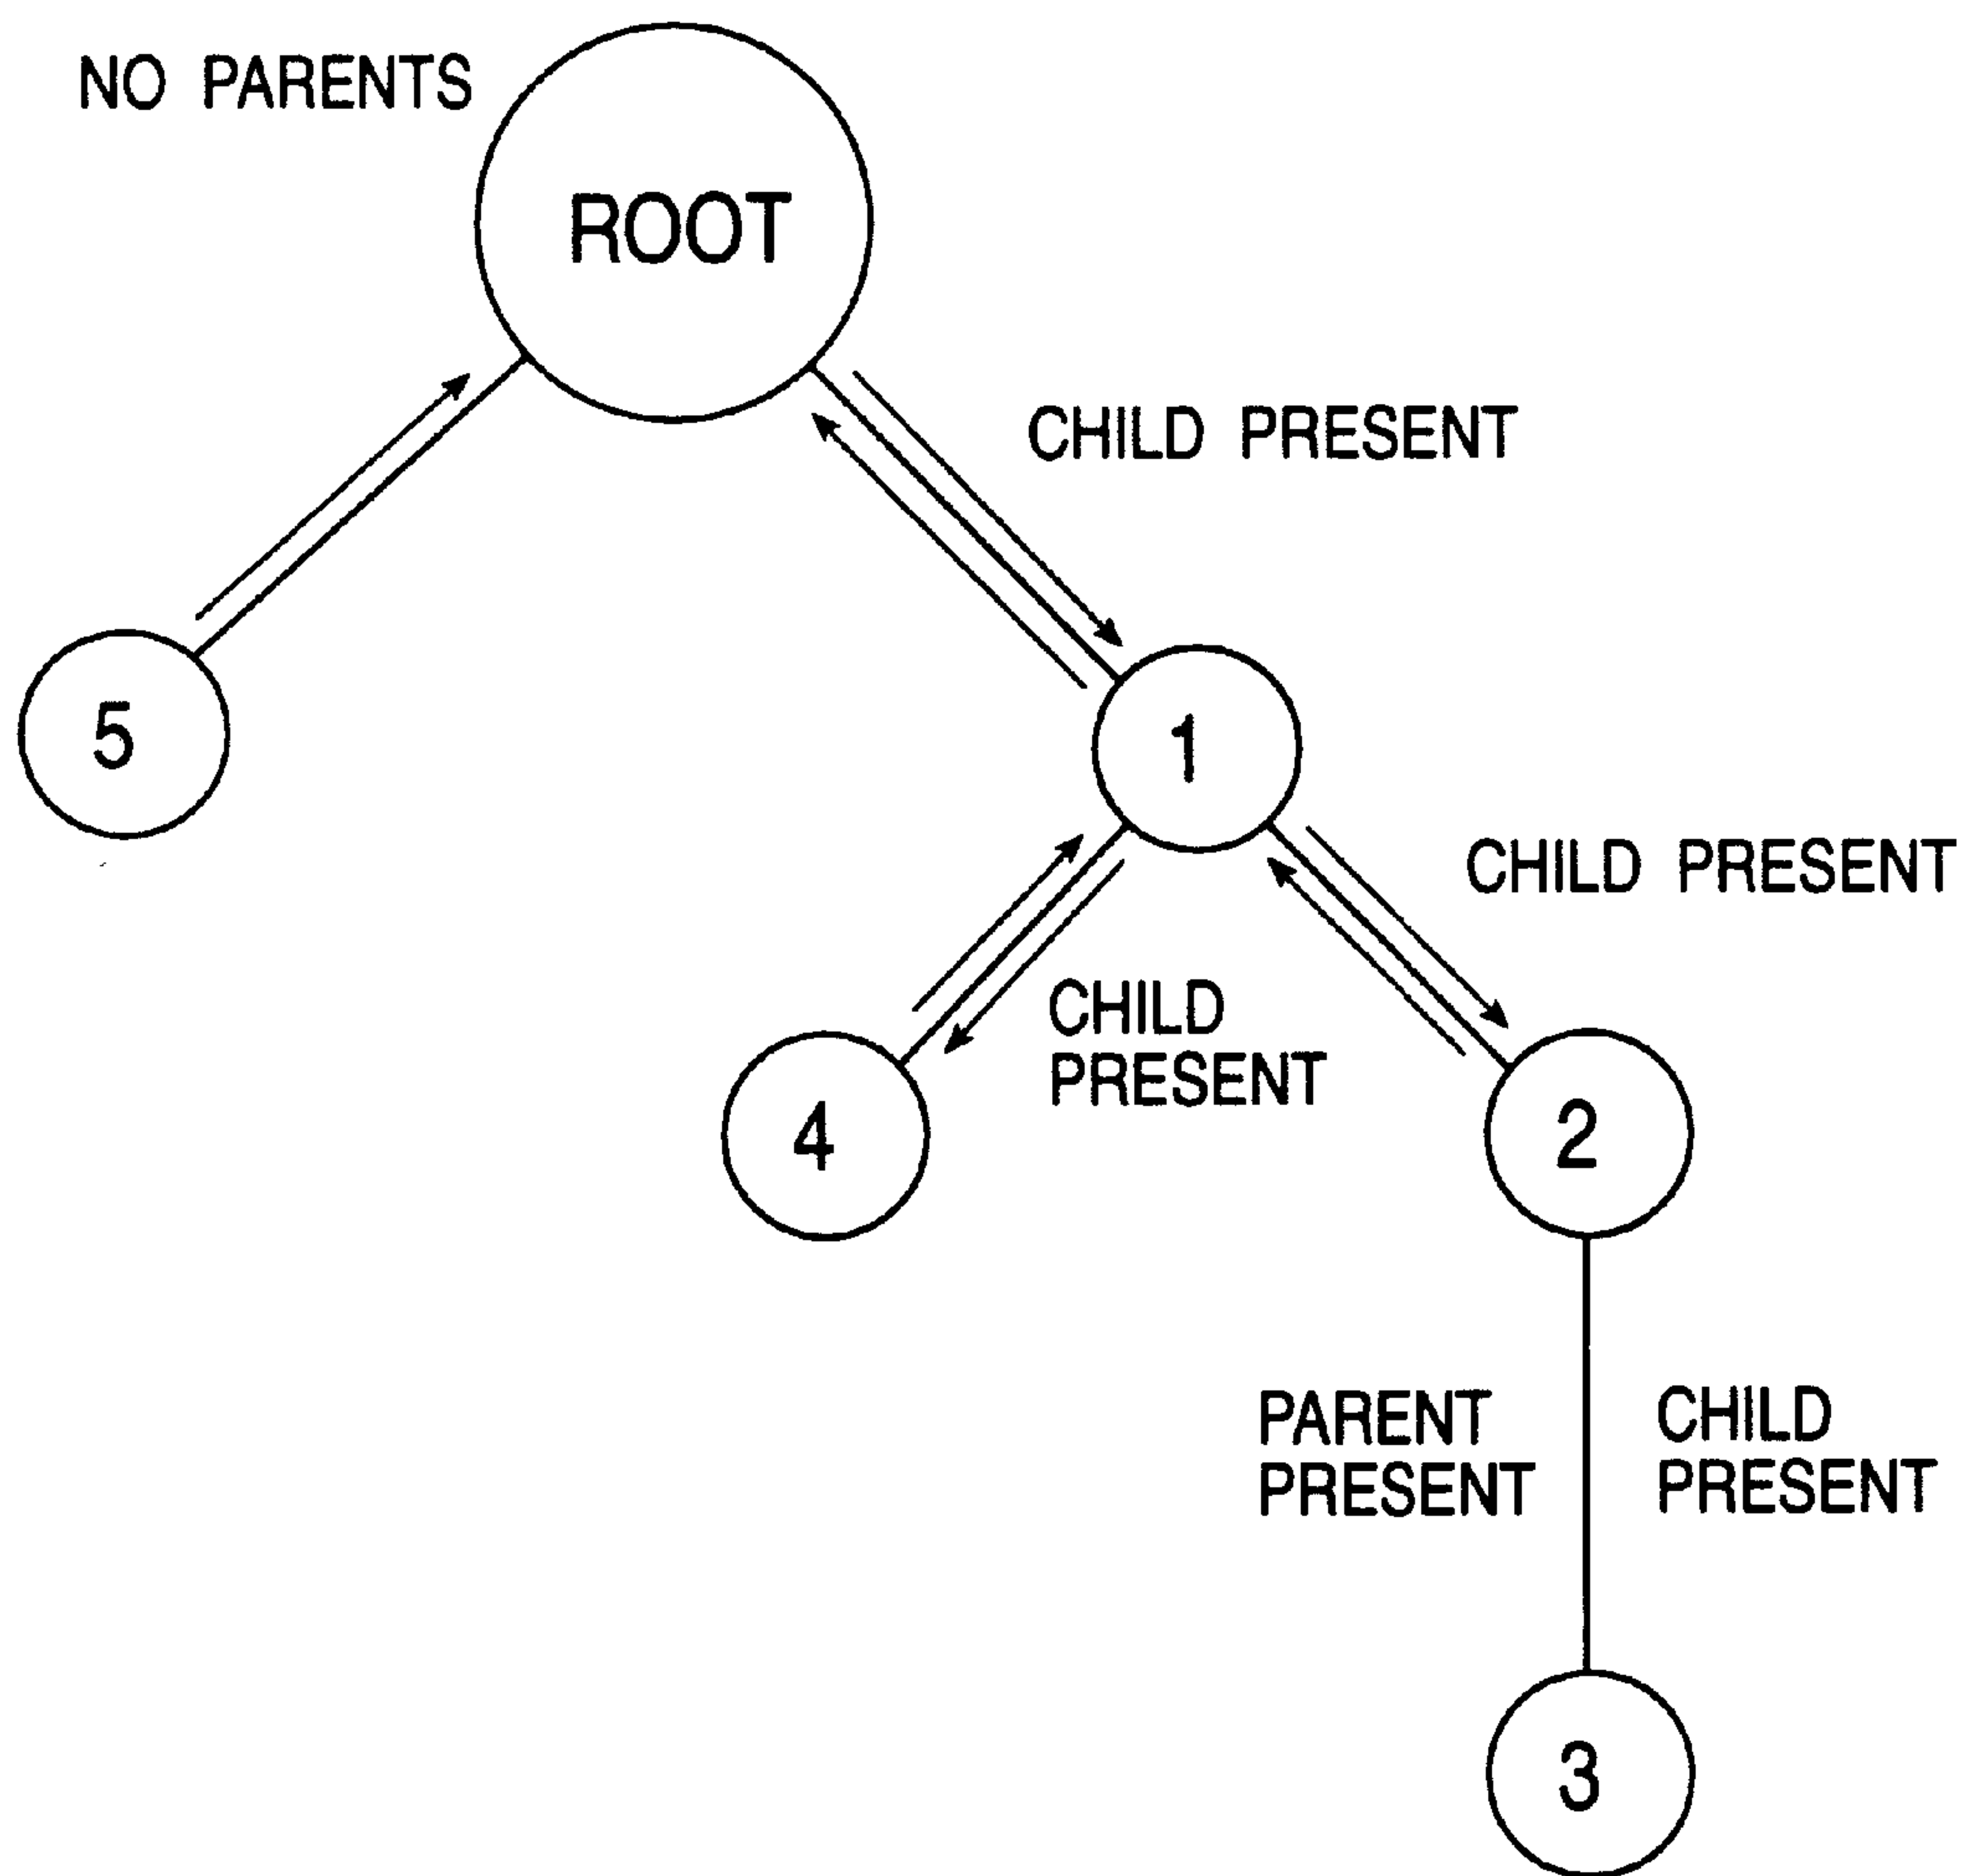 NO PARENTS
ROOT
CHILD PRESENT
5
1
CHILD PRESENT
CHILD
PRESENT
4
2
PARENT
PRESENT
CHILD
PRESENT
3